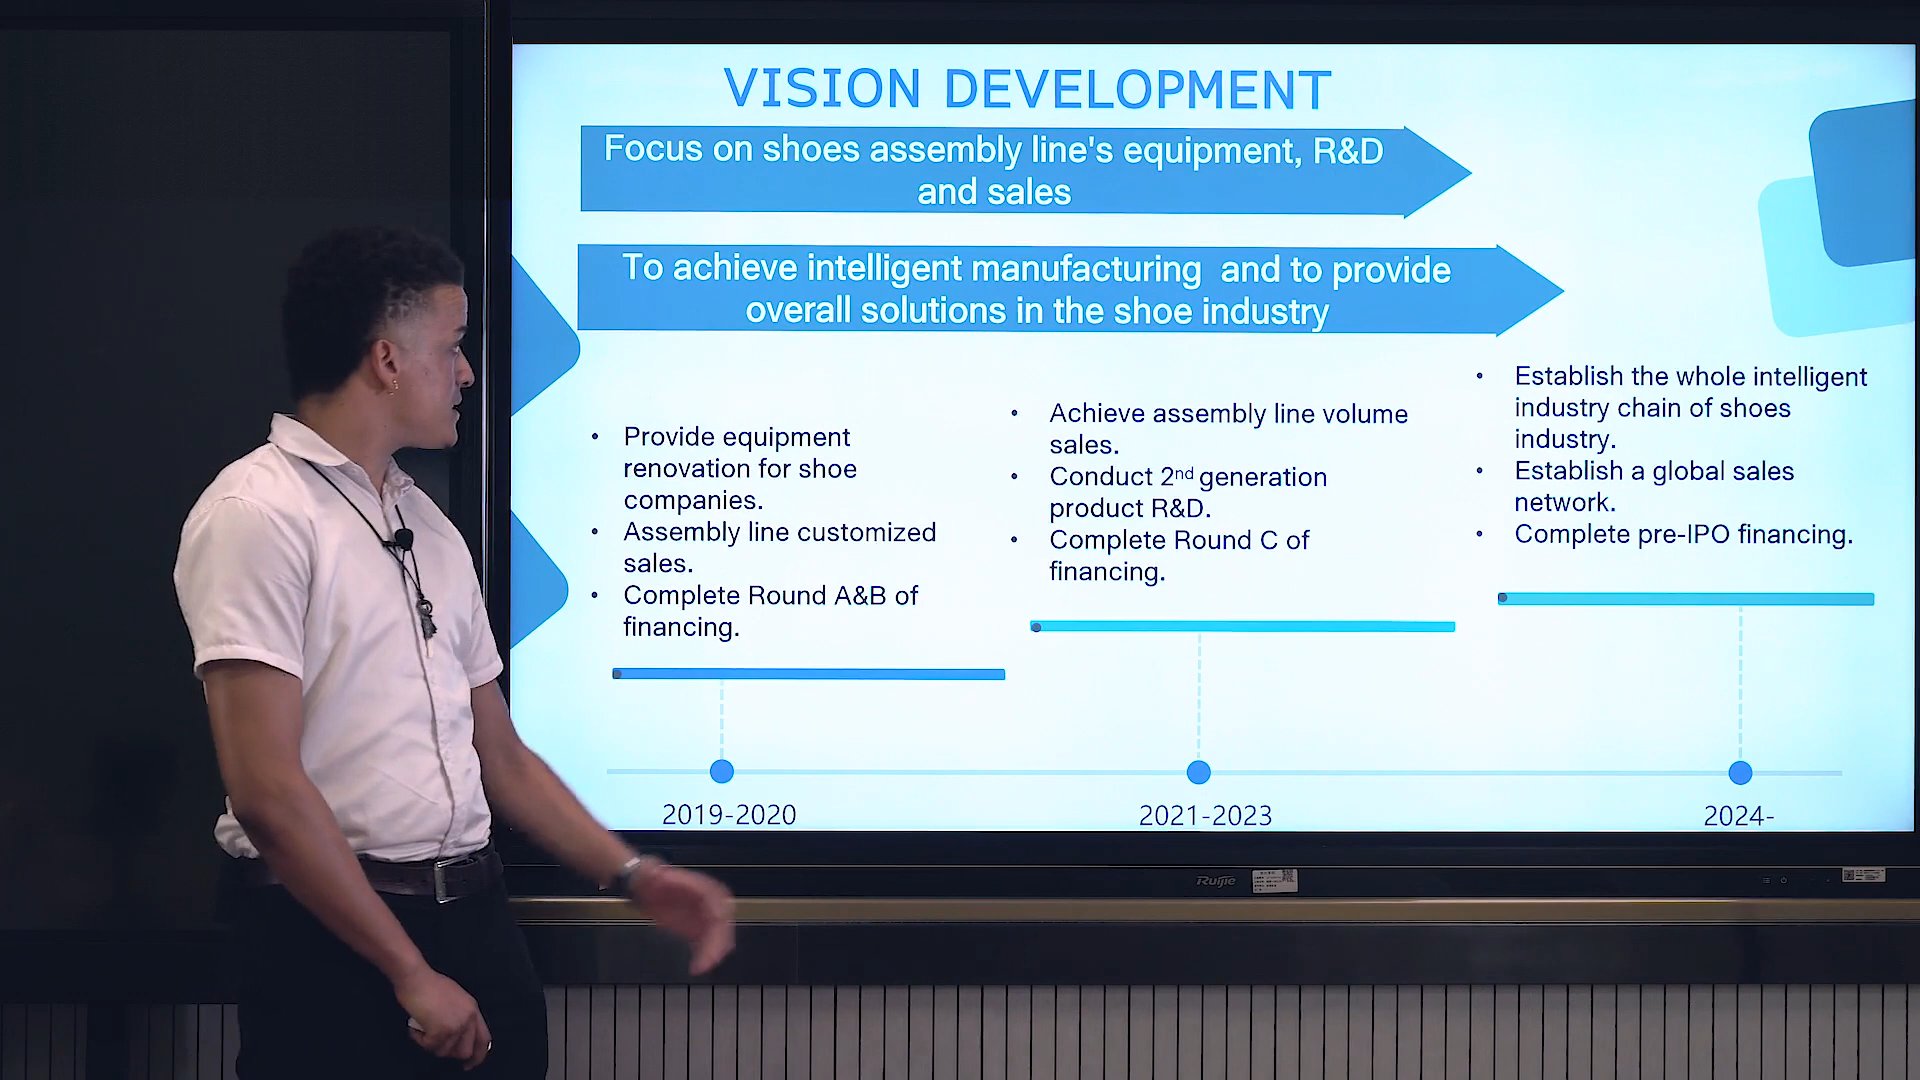 VISION DEVELOPMENT
Focus on shoes assembly line's equipment, R&D
and sales
To achieve intelligent manufacturing and to provide
overall solutions in the shoe industry
• Provide equipment
renovation for shoe
companies.
• Assembly line customized
sales.
• Complete Round A&B of
financing.
• Achieve assembly line volume
sales.
• Conduct 2nd generation
product R&D.
• Complete Round C of
financing.
• Establish the whole intelligent
industry chain of shoes
industry.
• Establish a global sales
network.
• Complete pre-IPO financing.
2019-2020
2021-2023
2024-
Ruijie